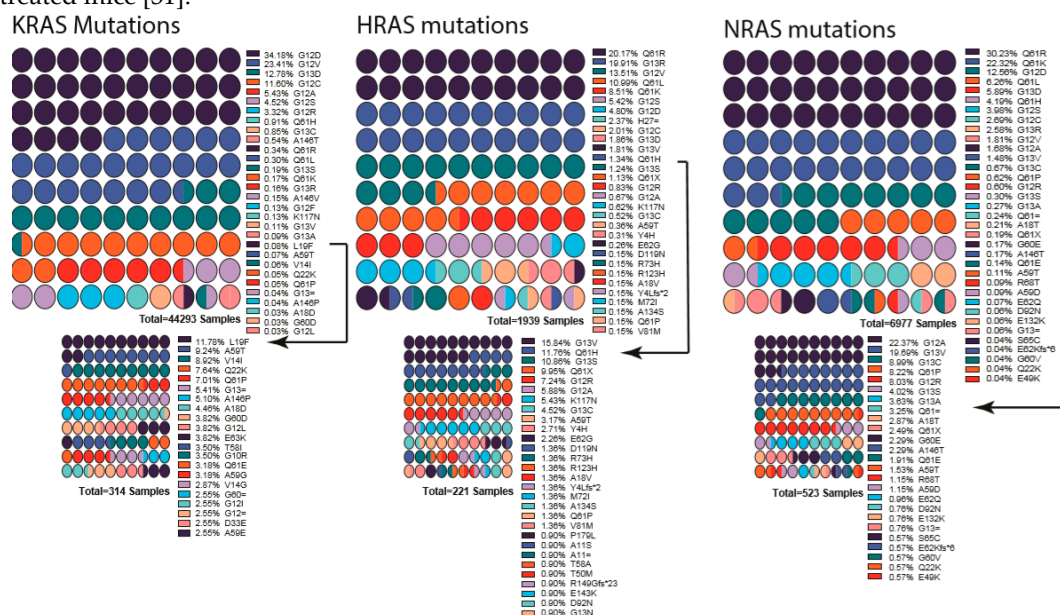 treated mice [51].
KRAS Mutations
34.18% G12D
23.41% G12V
12.78% G13D
11.60% G12C
5.43% G12A
4.52% G12S
3.32% G12R
0.91% Q61H
0.85% G13C
0.54% A146T
0.34% Q61R
0.30% Q61L
0.19% G13S
0.17% Q61K
0.16% G13R
0.15% A146V
0.13% G12F
0.13% K117N
0.11% G13V
0.09% G13A
0.08% L19F
0.07% A59T
0.06% V14I
0.05% Q22K
0.05% Q61P
0.04% G13=
0.04% A146P
0.03% A18D
0.03% G60D
0.03% G12L
Total=44293 Samples
11.78% L19F
9.24% A59T
8.92% V14I
7.64% Q22K
7.01% Q61P
5.41% G13=
5.10% A146P
4.46% A18D
3.82% G60D
3.82% G12L
3.82% E63K
3.50% T58I
3.50% G10R
3.18% Q61E
3.18% A59G
2.87% V14G
2.55% G60=
2.55% G12I
2.55% G12=
2.55% D33E
2.55% A59E
Total=314 Samples
HRAS mutations
20.17% Q61R
19.91% G13R
13.51% G12V
10.99% Q61L
8.51% Q61K
5.42% G12S
4.80% G12D
2.37% H27=
2.01% G12C
1.86% G13D
1.81% G13V
1.34% Q61H
1.24% G13S
1.13% Q61X
0.83% G12R
0.67% G12A
0.62% K117N
0.52% G13C
0.36% A59T
0.31% Y4H
0.26% E62G
0.15% D119N
0.15% R73H
0.15% R123H
0.15% A18V
0.15% Y4Lfs*2
0.15% M72I
0.15% A134S
0.15% Q61P
0.15% V81M
Total=1939 Samples
15.84% G13V
11.76% Q61H
10.86% G13S
9.95% Q61X
7.24% G12R
5.88% G12A
5.43% K117N
4.52% G13C
3.17% A59T
2.71% Y4H
2.26% E62G
1.36% D119N
1.36% R73H
1.36% R123H
1.36% A18V
1.36% Y4Lfs*2
1.36% M72I
1.36% A134S
1.36% Q61P
1.36% V81M
0.90% P179L
0.90% A11S
0.90% A11=
0.90% T58A
0.90% T50M
0.90% R149Gfs*23
0.90% E143K
0.90% D92N
0.90% G13N
Total=221 Samples
NRAS mutations
30.23% Q61R
22.32% Q61K
12.56% G12D
6.26% Q61L
5.89% G13D
4.19% Q61H
3.98% G12S
2.69% G12C
2.58% G13R
1.81% G12V
1.68% G12A
1.48% G13V
0.67% G13C
0.62% Q61P
0.60% G12R
0.30% G13S
0.27% G13A
0.24% Q61=
0.21% A18T
0.19% Q61X
0.17% G60E
0.17% A146T
0.14% Q61E
0.11% A59T
0.09% R68T
0.09% A59D
0.07% E62Q
0.06% D92N
0.06% E132K
0.06% G13=
0.04% S65C
0.04% E62Kfs*6
0.04% G60V
0.04% Q22K
0.04% E49K
Total=6977 Samples
22.37% G12A
19.69% G13V
8.99% G13C
8.22% Q61P
8.03% G12R
4.02% G13S
3.63% G13A
3.25% Q61=
2.87% A18T
2.49% Q61X
2.29% G60E
2.29% A146T
1.91% Q61E
1.53% A59T
1.15% R68T
1.15% A59D
0.96% E62Q
0.76% D92N
0.76% E132K
0.76% G13=
0.57% S65C
0.57% E62Kfs*6
0.57% G60V
0.57% Q22K
0.57% E49K
Total=523 Samples